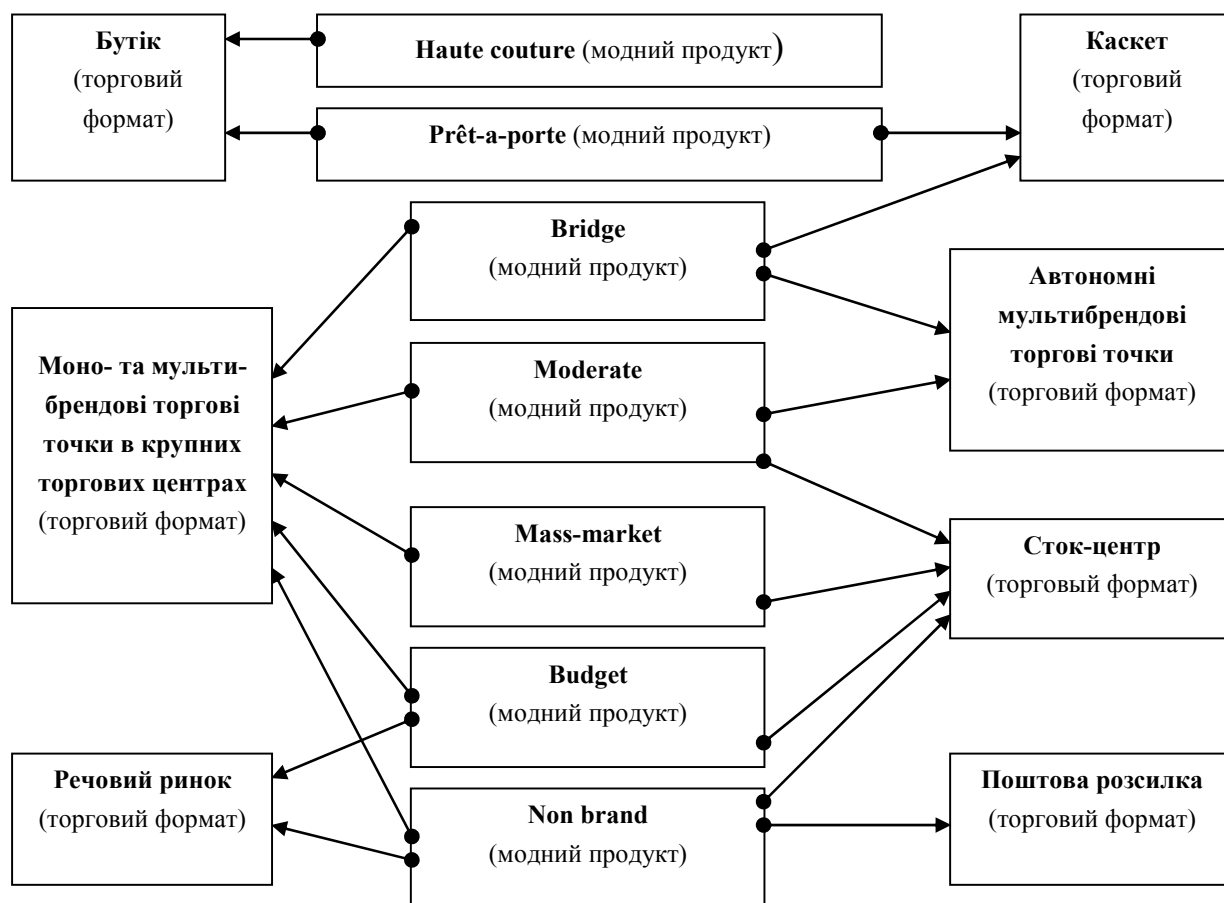 Бутік
(торговий
формат)
Haute couture (модний продукт)
Каскет
(торговий
формат)
Prêt-a-porte (модний продукт)
Bridge
(модний продукт)
Автономні
мультибрендові
торгові точки
(торговий формат)
Моно- та мульти-
брендові торгові
точки в крупних
торгових центрах
(торговий формат)
Moderate
(модний продукт)
Mass-market
(модний продукт)
Сток-центр
(торговый формат)
Budget
(модний продукт)
Речовий ринок
(торговий формат)
Non brand
(модний продукт)
Поштова розсилка
(торговий формат)